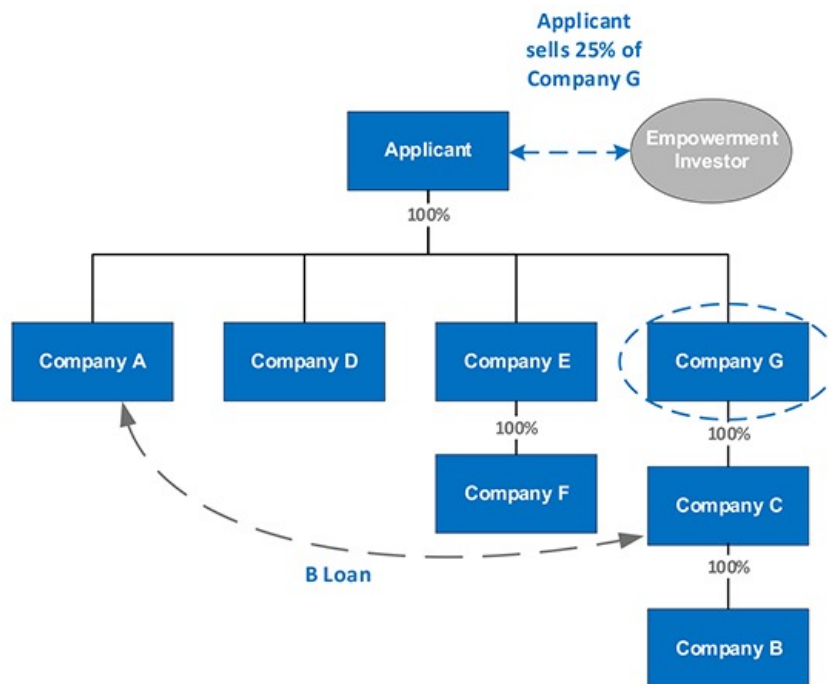 Applicant
sells 25% of
Company G
Applicant
Empowerment
Investor
100%
Company A
Company D
Company E
Company G
100%
100%
Company F
Company C
B Loan
100%
Company B